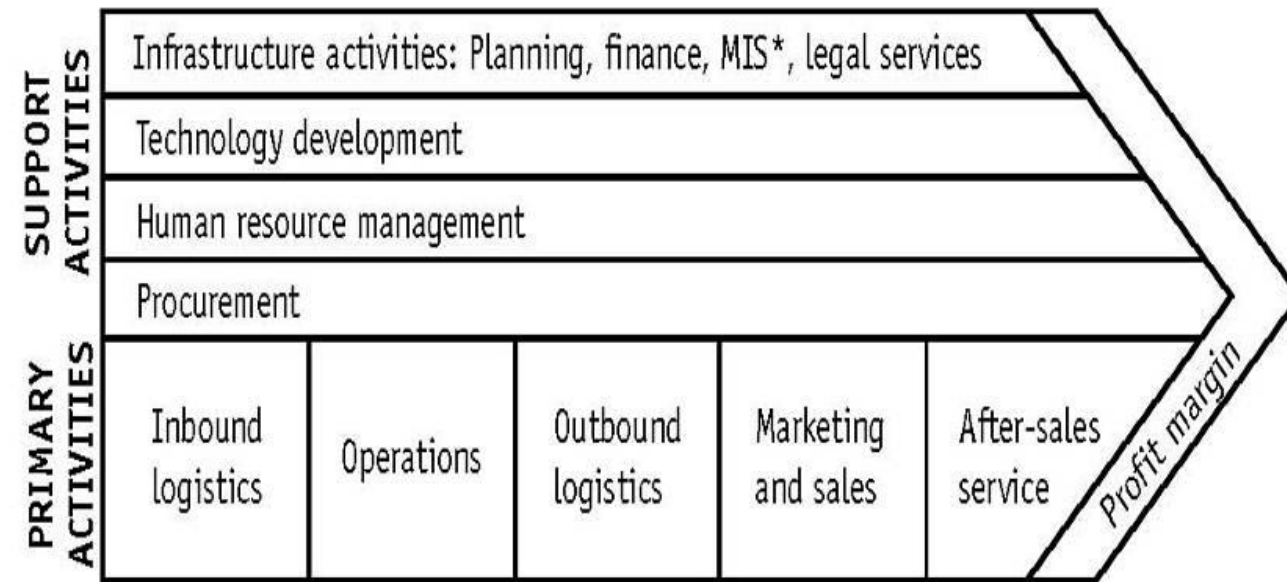 SUPPORT
ACTIVITIES
Infrastructure activities: Planning, finance, MIS*, legal services
Technology development
Human resource management
Procurement
PRIMARY
ACTIVITIES
Inbound
logistics
Operations
Outbound
logistics
Marketing
and sales
After-sales
service
Profit margin